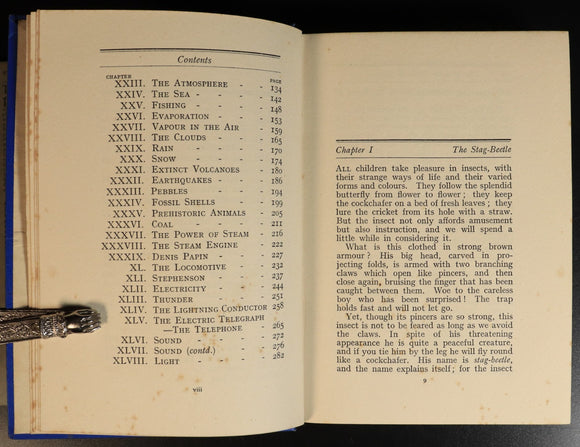 Contents
CHAPTER PAGE
XXIII. The Atmosphere - - 134
XXIV. The Sea - - - - 142
XXV. Fishing - - - - 148
XXVI. Evaporation - - - 153
XXVII. Vapour in the Air - - 159
XXVIII. The Clouds - - - - 165
XXIX. Rain - - - - 170
XXX. Snow - - - - 174
XXXI. Extinct Volcanoes - - 180
XXXII. Earthquakes - - - 186
XXXIII. Pebbles - - - - 194
XXXIV. Fossil Shells - - - 199
XXXV. Prehistoric Animals - - 205
XXXVI. Coal - - - - 211
XXXVII. The Power of Steam - - 216
XXXVIII. The Steam Engine - - - 222
XXXIX. Denis Papin - - - 227
XL. The Locomotive - - - 232
XLI. Stephenson - - - 237
XLII. Electricity - - - 244
XLIII. Thunder - - - - 251
XLIV. The Lightning Conductor 258
XLV. The Electric Telegraph
—The Telephone - - 265
XLVI. Sound - - - - 272
XLVII. Sound (contd.) - - - 276
XLVIII. Light - - - - 282
viii
Chapter I The Stag-Beetle
All children take pleasure in insects, with
their strange ways of life and their varied
forms and colours. They follow the splendid
butterfly from flower to flower; they keep
the cockchafer on a bed of fresh leaves; they
lure the cricket from its hole with a straw.
But the insect not only affords amusement
but also instruction, and we will spend a
little while in considering it.
What is this clothed in strong brown
armour? His big head, carved in pro-
jecting folds, is armed with two branching
claws which open like pincers, and then
close again, bruising the finger that has been
caught between them. Woe to the careless
boy who has been surprised! The trap
holds fast and will not let go.
Yet, though its pincers are so strong, this
insect is not to be feared as long as we avoid
the claws. In spite of his threatening
appearance he is quite a peaceful creature,
and if you tie him by the leg he will fly round
like a cockchafer. His name is stag-beetle,
and the name explains itself; for the insect
9